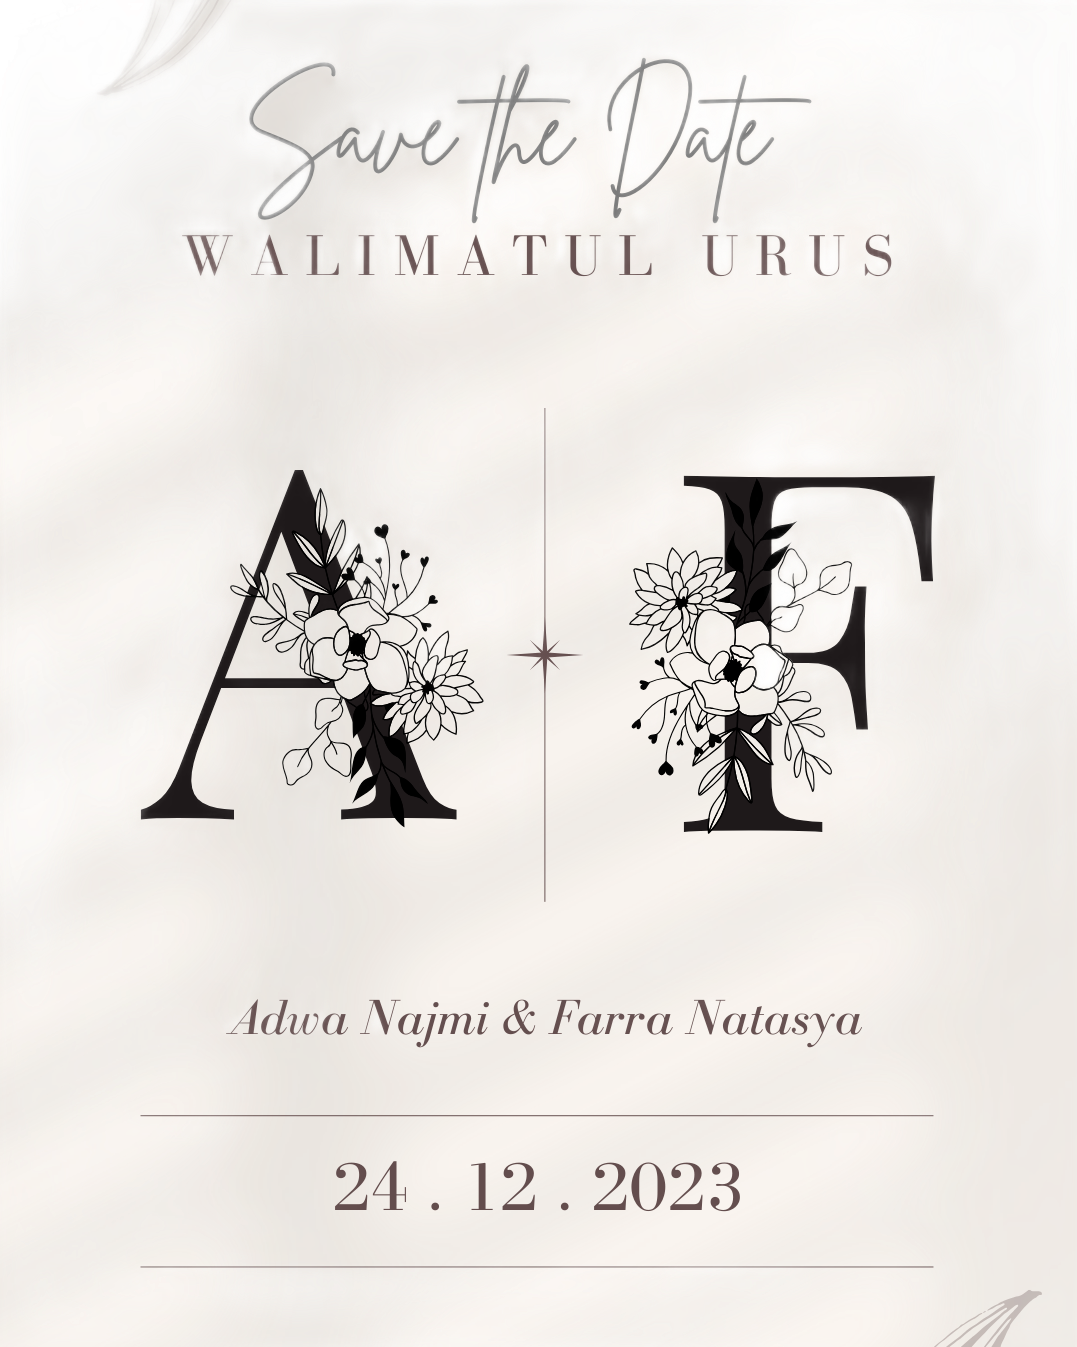 Save the Date
WALIMATUL URUS
A F
Adwa Najmi & Farra Natasya
24 . 12 . 2023